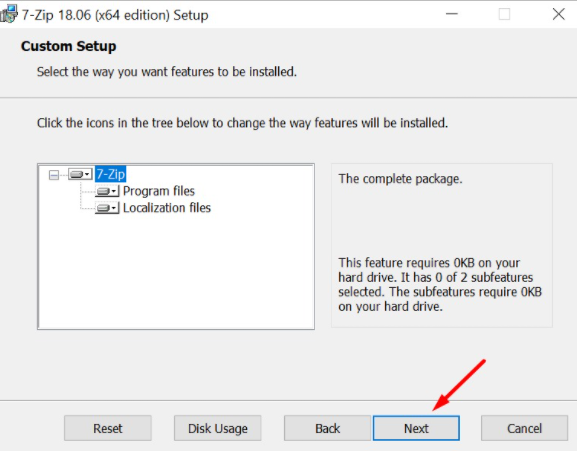 7-Zip 18.06 (x64 edition) Setup
Custom Setup
Select the way you want features to be installed.
Click the icons in the tree below to change the way features will be installed.
7-Zip
Program files
Localization files
The complete package.
This feature requires 0KB on your
hard drive. It has 0 of 2 subfeatures
selected. The subfeatures require 0KB
on your hard drive.
Reset
Disk Usage
Back
Next
Cancel